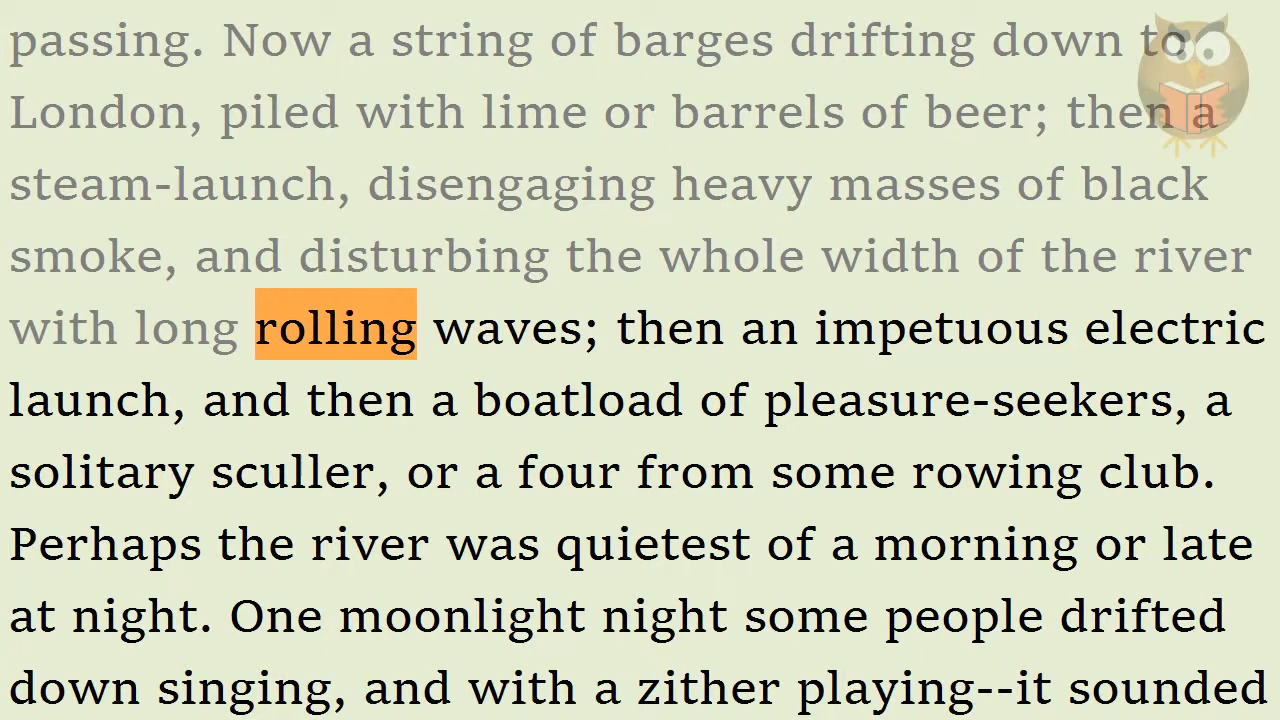 passing. Now a string of barges drifting down to
London, piled with lime or barrels of beer; then a
steam-launch, disengaging heavy masses of black
smoke, and disturbing the whole width of the river
with long rolling waves; then an impetuous electric
launch, and then a boatload of pleasure-seekers, a
solitary sculler, or a four from some rowing club.
Perhaps the river was quietest of a morning or late
at night. One moonlight night some people drifted
down singing, and with a zither playing--it sounded